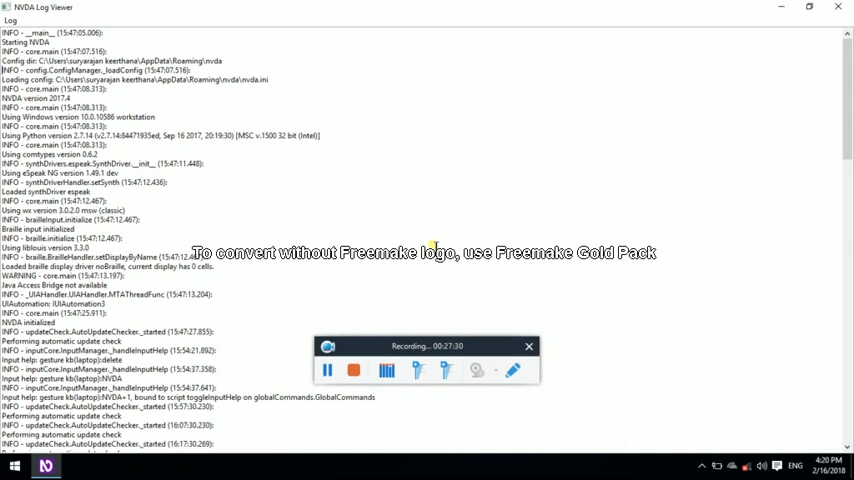 NVDA Log Viewer
Log
INFO - __main__ (15:47:05.006):
Starting NVDA
INFO - core.main (15:47:07.516):
Config dir: C:\Users\suryarajan keerthana\AppData\Roaming\nvda
INFO - config.ConfigManager._loadConfig (15:47:07.516):
Loading config: C:\Users\suryarajan keerthana\AppData\Roaming\nvda\nvda.ini
INFO - core.main (15:47:08.313):
NVDA version 2017.4
INFO - core.main (15:47:08.313):
Using Windows version 10.0.10586 workstation
INFO - core.main (15:47:08.313):
Using Python version 2.7.14 (v2.7.14:84471935ed, Sep 16 2017, 20:19:30) [MSC v.1500 32 bit (Intel)]
INFO - core.main (15:47:08.313):
Using comtypes version 0.6.2
INFO - synthDrivers.espeak.SynthDriver.__init__ (15:47:11.448):
Using eSpeak NG version 1.49.1 dev
INFO - synthDriverHandler.setSynth (15:47:12.436):
Loaded synthDriver espeak
INFO - core.main (15:47:12.467):
Using wx version 3.0.2.0 msw (classic)
INFO - brailleInput.initialize (15:47:12.467):
Braille input initialized
INFO - braille.initialize (15:47:12.467):
Using liblouis version 3.3.0
INFO - braille.BrailleHandler.setDisplayByName (15:47:12.46
To convert without Freemake logo, use Freemake Gold Pack
Loaded braille display driver noBraille, current display has 0 cells.
WARNING - core.main (15:47:13.197):
Java Access Bridge not available
INFO - _UIAHandler.UIAHandler.MTAThreadFunc (15:47:13.204):
UIAutomation: IUIAutomation3
INFO - core.main (15:47:25.911):
NVDA initialized
INFO - updateCheck.AutoUpdateChecker._started (15:47:27.855):
Performing automatic update check
INFO - inputCore.InputManager._handleInputHelp (15:54:21.892):
Input help: gesture kb(laptop):delete
INFO - inputCore.InputManager._handleInputHelp (15:54:37.358):
Input help: gesture kb(laptop):NVDA
INFO - inputCore.InputManager._handleInputHelp (15:54:37.641):
Input help: gesture kb(laptop):NVDA+1, bound to script toggleInputHelp on globalCommands.GlobalCommands
INFO - updateCheck.AutoUpdateChecker._started (15:57:30.230):
Performing automatic update check
INFO - updateCheck.AutoUpdateChecker._started (16:07:30.230):
Performing automatic update check
INFO - updateCheck.AutoUpdateChecker._started (16:17:30.269):
Recording... 00:27:30
ENG
4:20 PM
2/16/2018